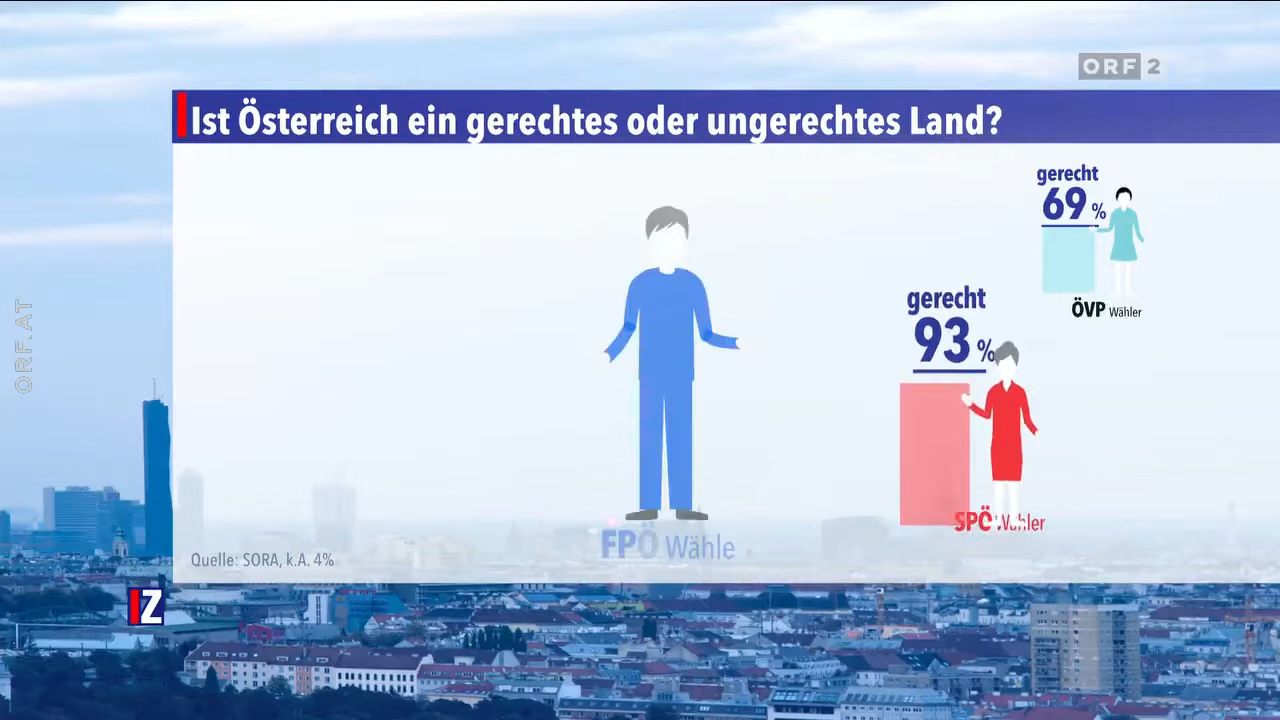 ORF 2
Ist Österreich ein gerechtes oder ungerechtes Land?
gerecht
69 %
ÖVP Wähler
gerecht
93 %
SPÖ Wähler
FPÖ Wähle
Quelle: SORA, k.A. 4%
ORF.AT
Z